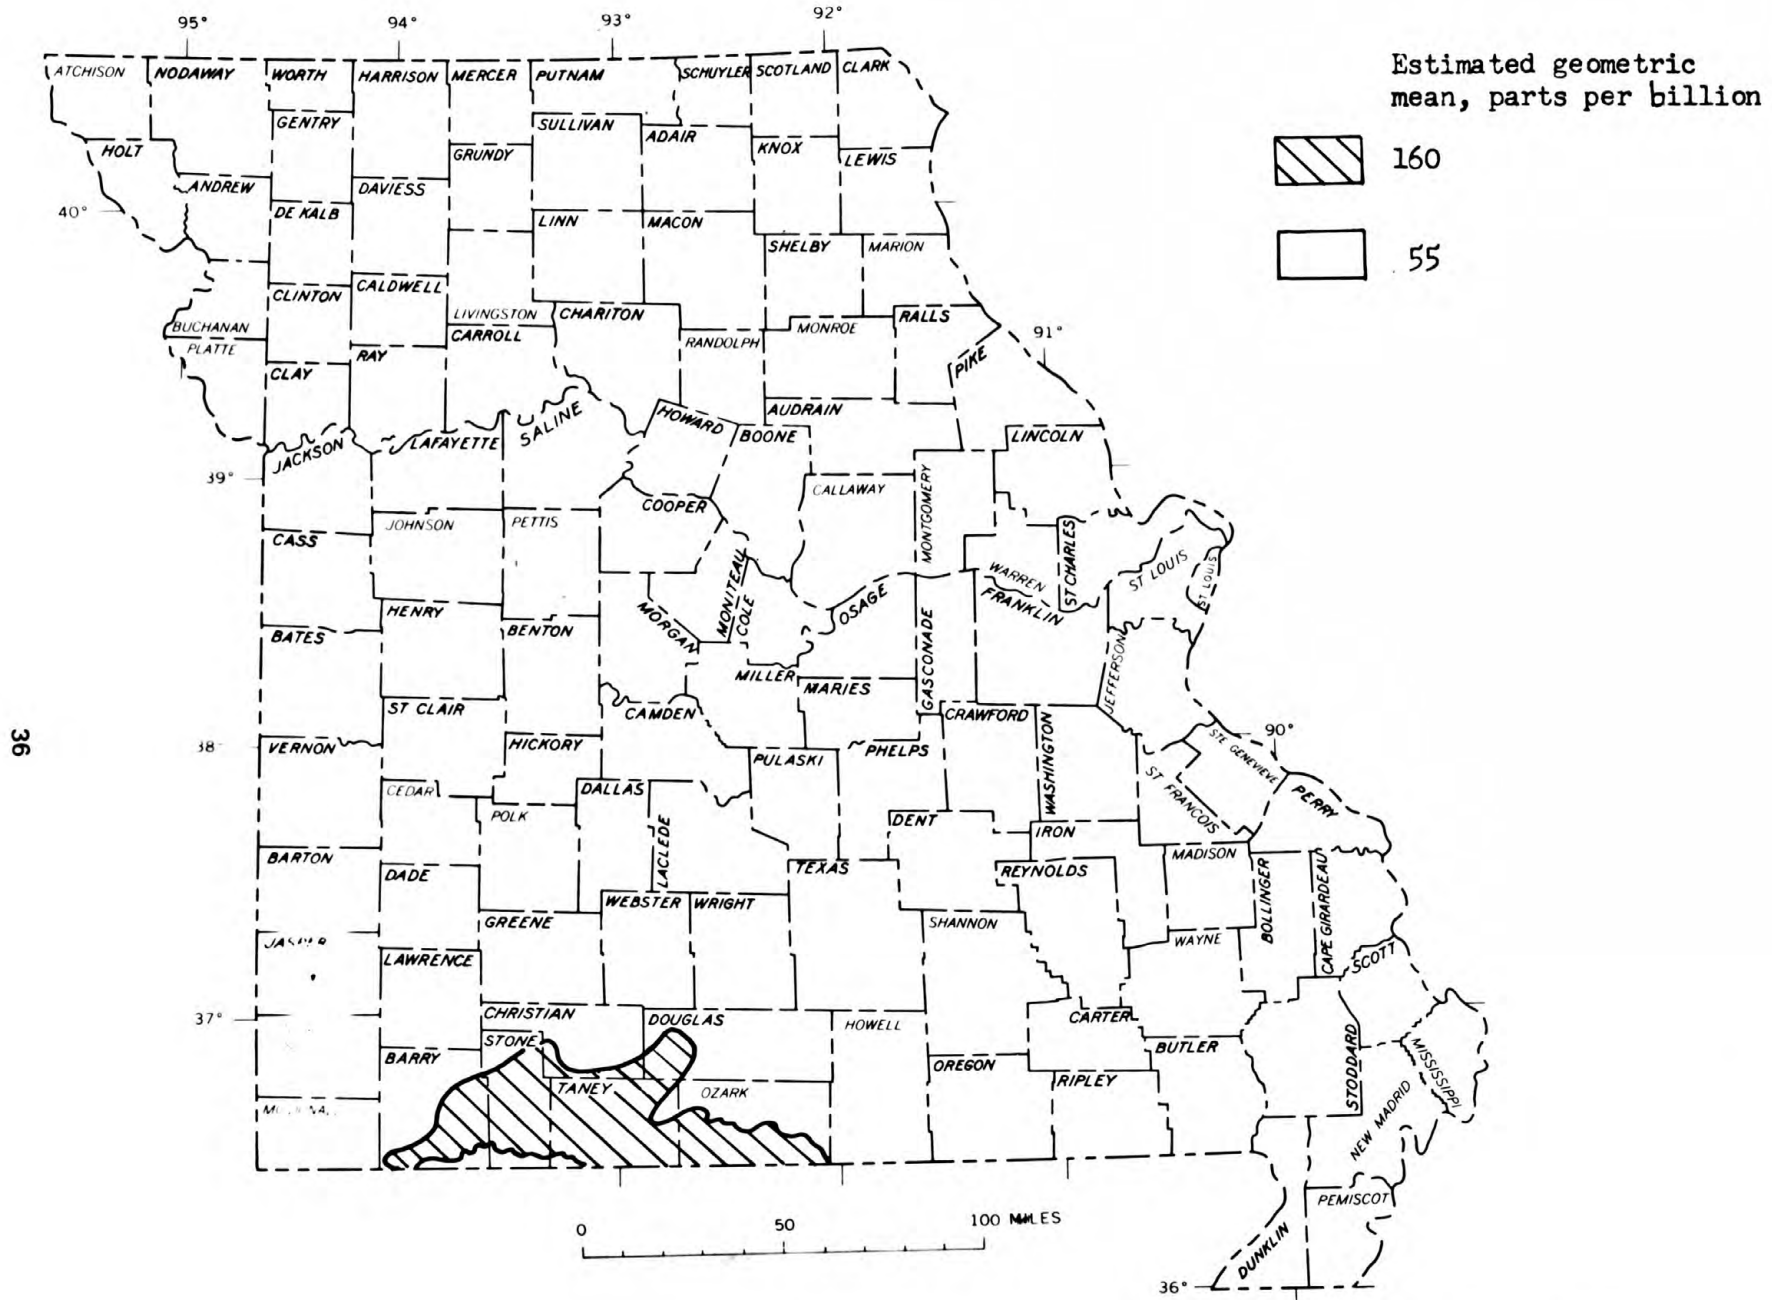 95° 94° 93° 92°
Estimated geometric
mean, parts per billion
160
55
ATCHISON NODAWAY WORTH HARRISON MERCER PUTNAM SCHUYLER SCOTLAND CLARK
GENTRY SULLIVAN ADAIR
HOLT GRUNDY KNOX LEWIS
ANDREW DAVIESS
40° DE KALB LINN MACON
SHELBY MARION
CLINTON CALDWELL
LIVINGSTON CHARITON RALLS
BUCHANAN CARROLL RANDOLPH MONROE 91°
PLATTE RAY PIKE
CLAY
SALINE HOWARD AUDRAIN
JACKSON LAFAYETTE BOONE LINCOLN
39° CALLAWAY MONTGOMERY
COOPER
CASS JOHNSON PETTIS ST CHARLES
WARREN ST LOUIS ST LOUIS
HENRY MORGAN MONITEAU COLE OSAGE FRANKLIN
BATES BENTON GASCONADE JEFFERSON
MILLER MARIES
ST CLAIR CAMDEN CRAWFORD
36
38° VERNON HICKORY PULASKI PHELPS WASHINGTON STE GENEVIEVE 90°
CEDAR DALLAS ST FRANCOIS PERRY
POLK LACLEDE DENT IRON
BARTON DADE TEXAS REYNOLDS MADISON
WEBSTER WRIGHT BOLLINGER CAPE GIRARDEAU
GREENE SHANNON WAYNE
LAWRENCE SCOTT
37° CHRISTIAN DOUGLAS HOWELL CARTER
STONE STODDARD
BARRY OREGON BUTLER MISSISSIPPI
TANEY OZARK RIPLEY
NEW MADRID
PEMISCOT
0 50 100 MILES
DUNKLIN
36°